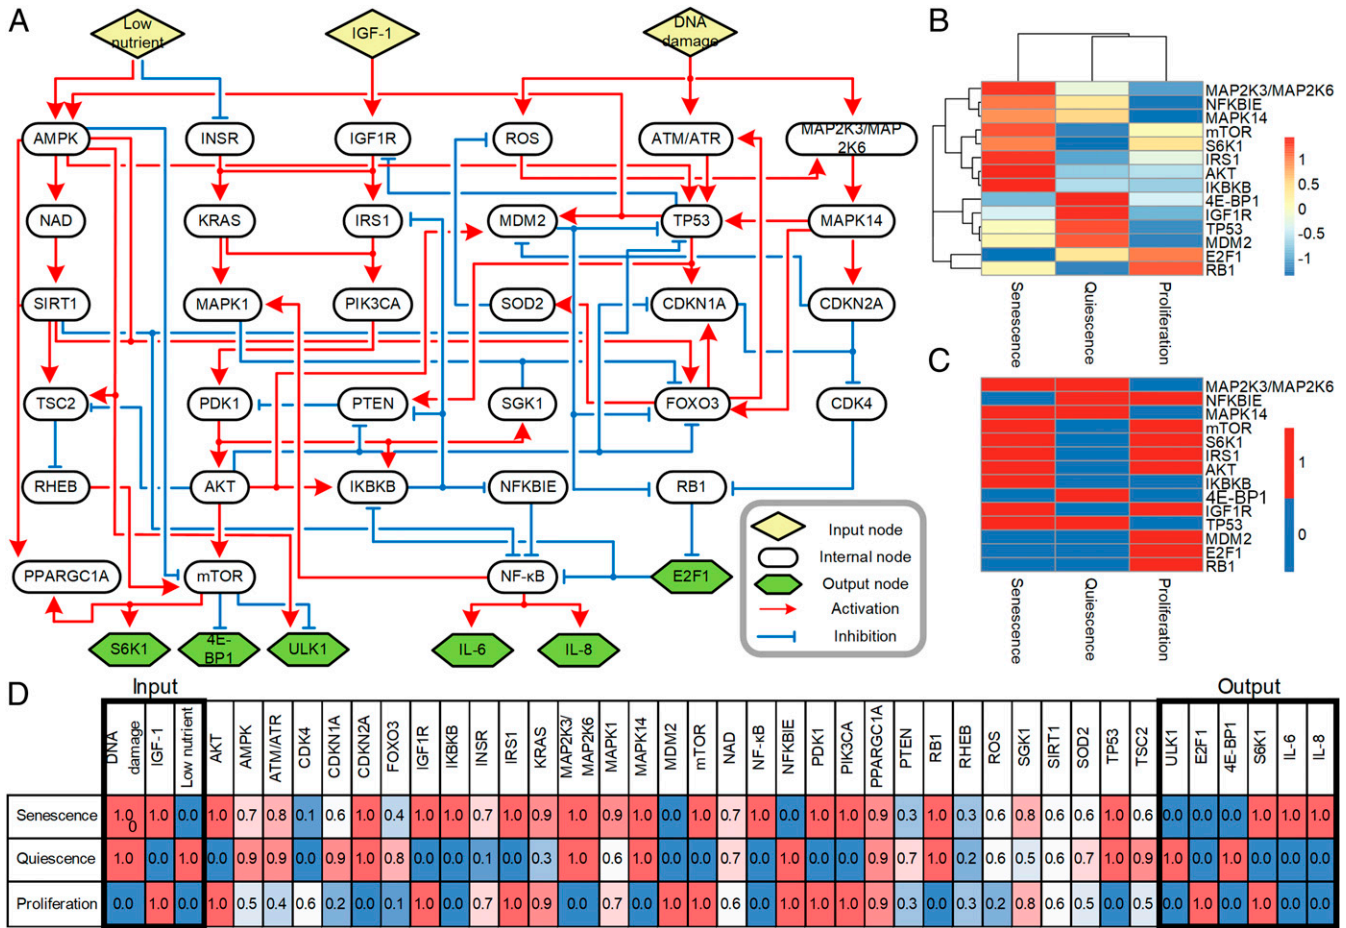 A
Low
nutrient
IGF-1
DNA
damage
AMPK
INSR
IGF1R
ROS
ATM/ATR
MAP2K3/MAP
2K6
NAD
KRAS
IRS1
MDM2
TP53
MAPK14
SIRT1
MAPK1
PIK3CA
SOD2
CDKN1A
CDKN2A
TSC2
PDK1
PTEN
SGK1
FOXO3
CDK4
RHEB
AKT
IKBKB
NFKBIE
RB1
PPARGC1A
mTOR
NF-κB
E2F1
S6K1
4E-
BP1
ULK1
IL-6
IL-8
Input node
Internal node
Output node
Activation
Inhibition
B
MAP2K3/MAP2K6
NFKBIE
MAPK14
mTOR
S6K1
IRS1
AKT
IKBKB
4E-BP1
IGF1R
TP53
MDM2
E2F1
RB1
Senescence
Quiescence
Proliferation
1
0.5
0
-0.5
-1
C
MAP2K3/MAP2K6
NFKBIE
MAPK14
mTOR
S6K1
IRS1
AKT
IKBKB
4E-BP1
IGF1R
TP53
MDM2
E2F1
RB1
Senescence
Quiescence
Proliferation
1
0
D
Input
Output
DNA
damage
IGF-1
Low nutrient
AKT
AMPK
ATM/ATR
CDK4
CDKN1A
CDKN2A
FOXO3
IGF1R
IKBKB
INSR
IRS1
KRAS
MAP2K3/
MAP2K6
MAPK1
MAPK14
MDM2
mTOR
NAD
NF-κB
NFKBIE
PDK1
PIK3CA
PPARGC1A
PTEN
RB1
RHEB
ROS
SGK1
SIRT1
SOD2
TP53
TSC2
ULK1
E2F1
4E-BP1
S6K1
IL-6
IL-8
Senescence 1.0 0 1.0 0.0 1.0 0.7 0.8 0.1 0.6 1.0 0.4 1.0 1.0 0.7 1.0 0.9 1.0 0.9 1.0 0.0 1.0 0.7 1.0 0.0 1.0 1.0 0.9 0.3 1.0 0.3 0.6 0.8 0.6 0.6 1.0 0.6 0.0 0.0 0.0 1.0 1.0 1.0
Quiescence 1.0 0.0 1.0 0.0 0.9 0.9 0.0 0.9 1.0 0.8 0.0 0.0 0.1 0.0 0.3 1.0 0.6 1.0 0.0 0.0 0.7 0.0 1.0 0.0 0.0 0.9 0.7 1.0 0.2 0.6 0.5 0.6 0.7 1.0 0.9 1.0 0.0 1.0 0.0 0.0 0.0
Proliferation 0.0 1.0 0.0 1.0 0.5 0.4 0.6 0.2 0.0 0.1 1.0 0.0 0.7 1.0 0.9 0.0 0.7 0.0 1.0 1.0 0.6 0.0 1.0 1.0 1.0 0.9 0.3 0.0 0.3 0.2 0.8 0.6 0.5 0.0 0.5 0.0 1.0 0.0 1.0 0.0 0.0